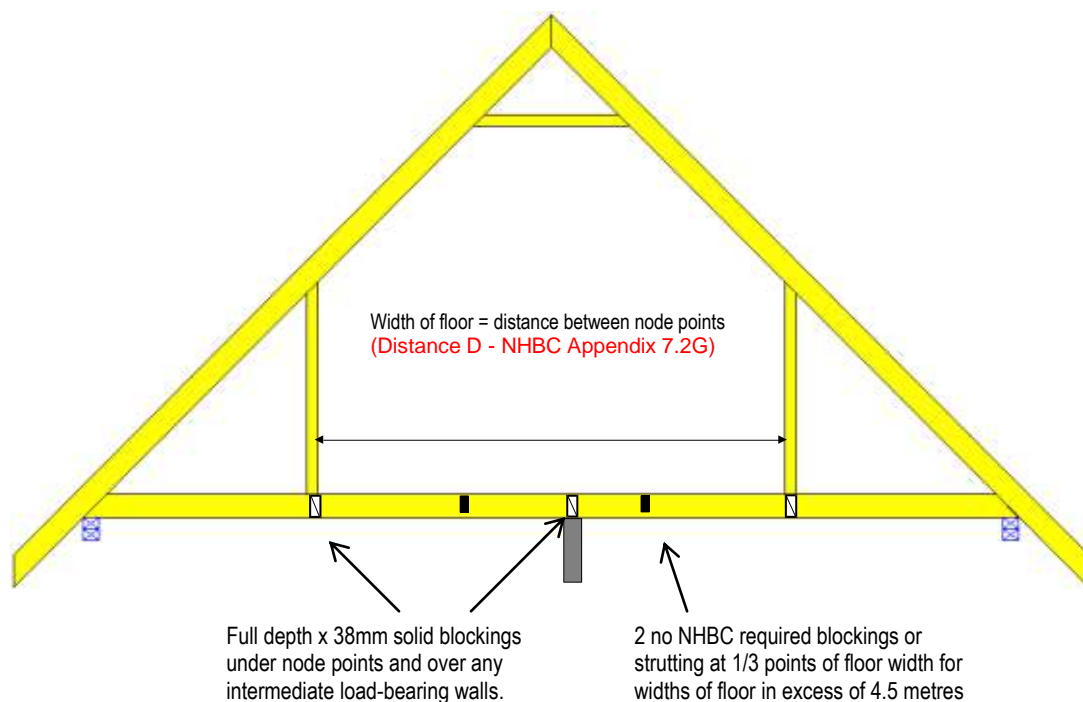 Width of floor = distance between node points
(Distance D - NHBC Appendix 7.2G)
Full depth x 38mm solid blockings
under node points and over any
intermediate load-bearing walls.
2 no NHBC required blockings or
strutting at 1/3 points of floor width for
widths of floor in excess of 4.5 metres